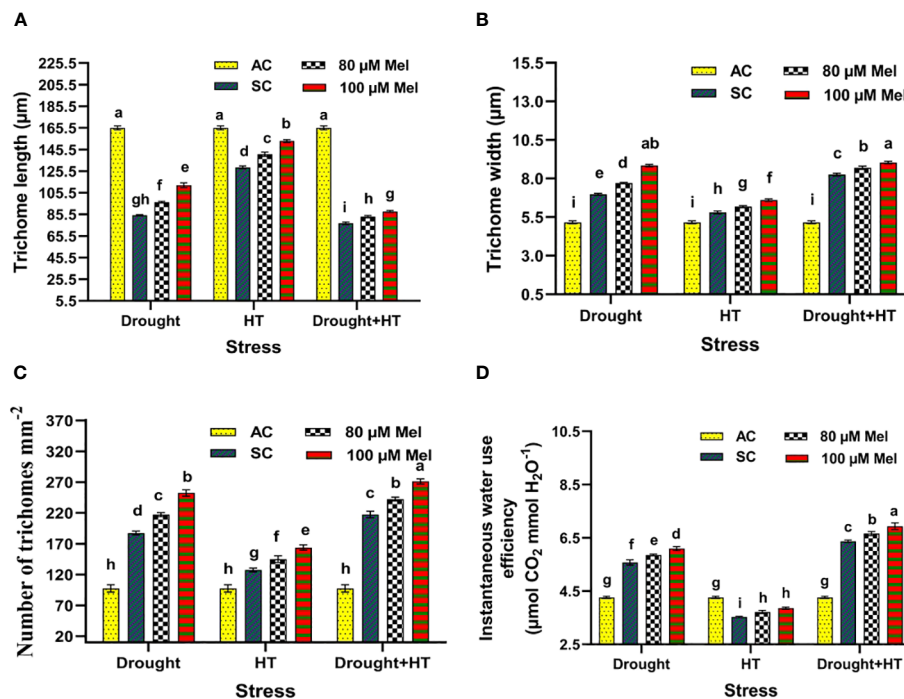 A
Trichome length (µm)
225.5
205.5
185.5
165.5
145.5
125.5
105.5
85.5
65.5
45.5
25.5
5.5
AC
80 µM Mel
SC
100 µM Mel
a
gh
f
e
a
d
c
b
a
i
h
g
Drought
HT
Drought+HT
Stress
B
Trichome width (µm)
15.5
13.0
10.5
8.0
5.5
3.0
0.5
AC
80 µM Mel
SC
100 µM Mel
i
e
d
ab
i
h
g
f
i
c
b
a
Drought
HT
Drought+HT
Stress
C
Number of trichomes mm⁻²
370
320
270
220
170
120
70
20
AC
80 µM Mel
SC
100 µM Mel
h
d
c
b
h
g
f
e
h
c
b
a
Drought
HT
Drought+HT
Stress
D
Instantaneous water use
efficiency
(µmol CO₂ mmol H₂O⁻¹)
10.5
8.5
6.5
4.5
2.5
AC
80 µM Mel
SC
100 µM Mel
g
f
e
d
g
i
h
h
g
c
b
a
Drought
HT
Drought+HT
Stress